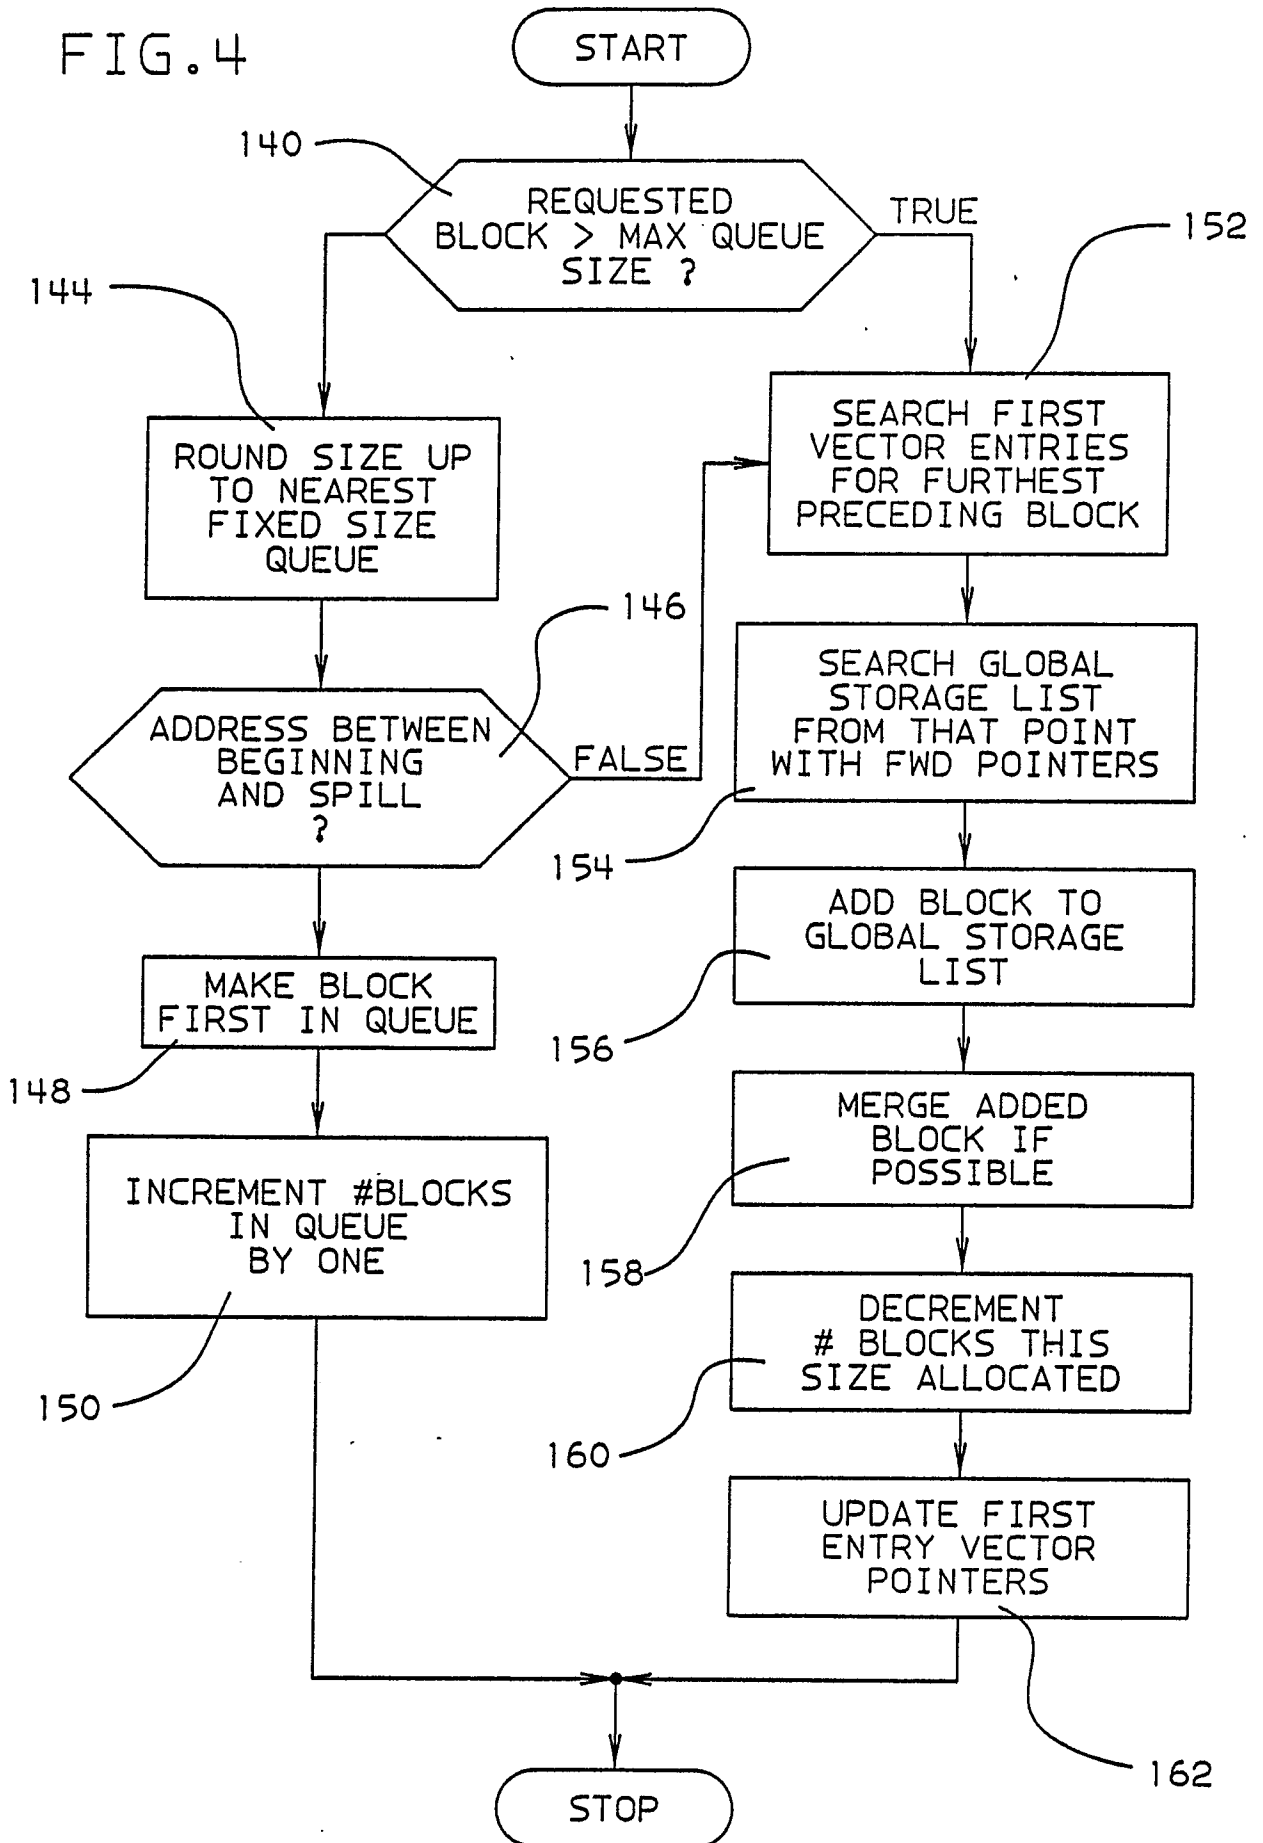 FIG.4
START
140
REQUESTED
BLOCK > MAX QUEUE
SIZE ?
TRUE
152
144
ROUND SIZE UP
TO NEAREST
FIXED SIZE
QUEUE
SEARCH FIRST
VECTOR ENTRIES
FOR FURTHEST
PRECEDING BLOCK
146
ADDRESS BETWEEN
BEGINNING
AND SPILL
?
FALSE
SEARCH GLOBAL
STORAGE LIST
FROM THAT POINT
WITH FWD POINTERS
154
ADD BLOCK TO
GLOBAL STORAGE
LIST
156
MAKE BLOCK
FIRST IN QUEUE
148
MERGE ADDED
BLOCK IF
POSSIBLE
158
INCREMENT #BLOCKS
IN QUEUE
BY ONE
150
DECREMENT
# BLOCKS THIS
SIZE ALLOCATED
160
UPDATE FIRST
ENTRY VECTOR
POINTERS
162
STOP